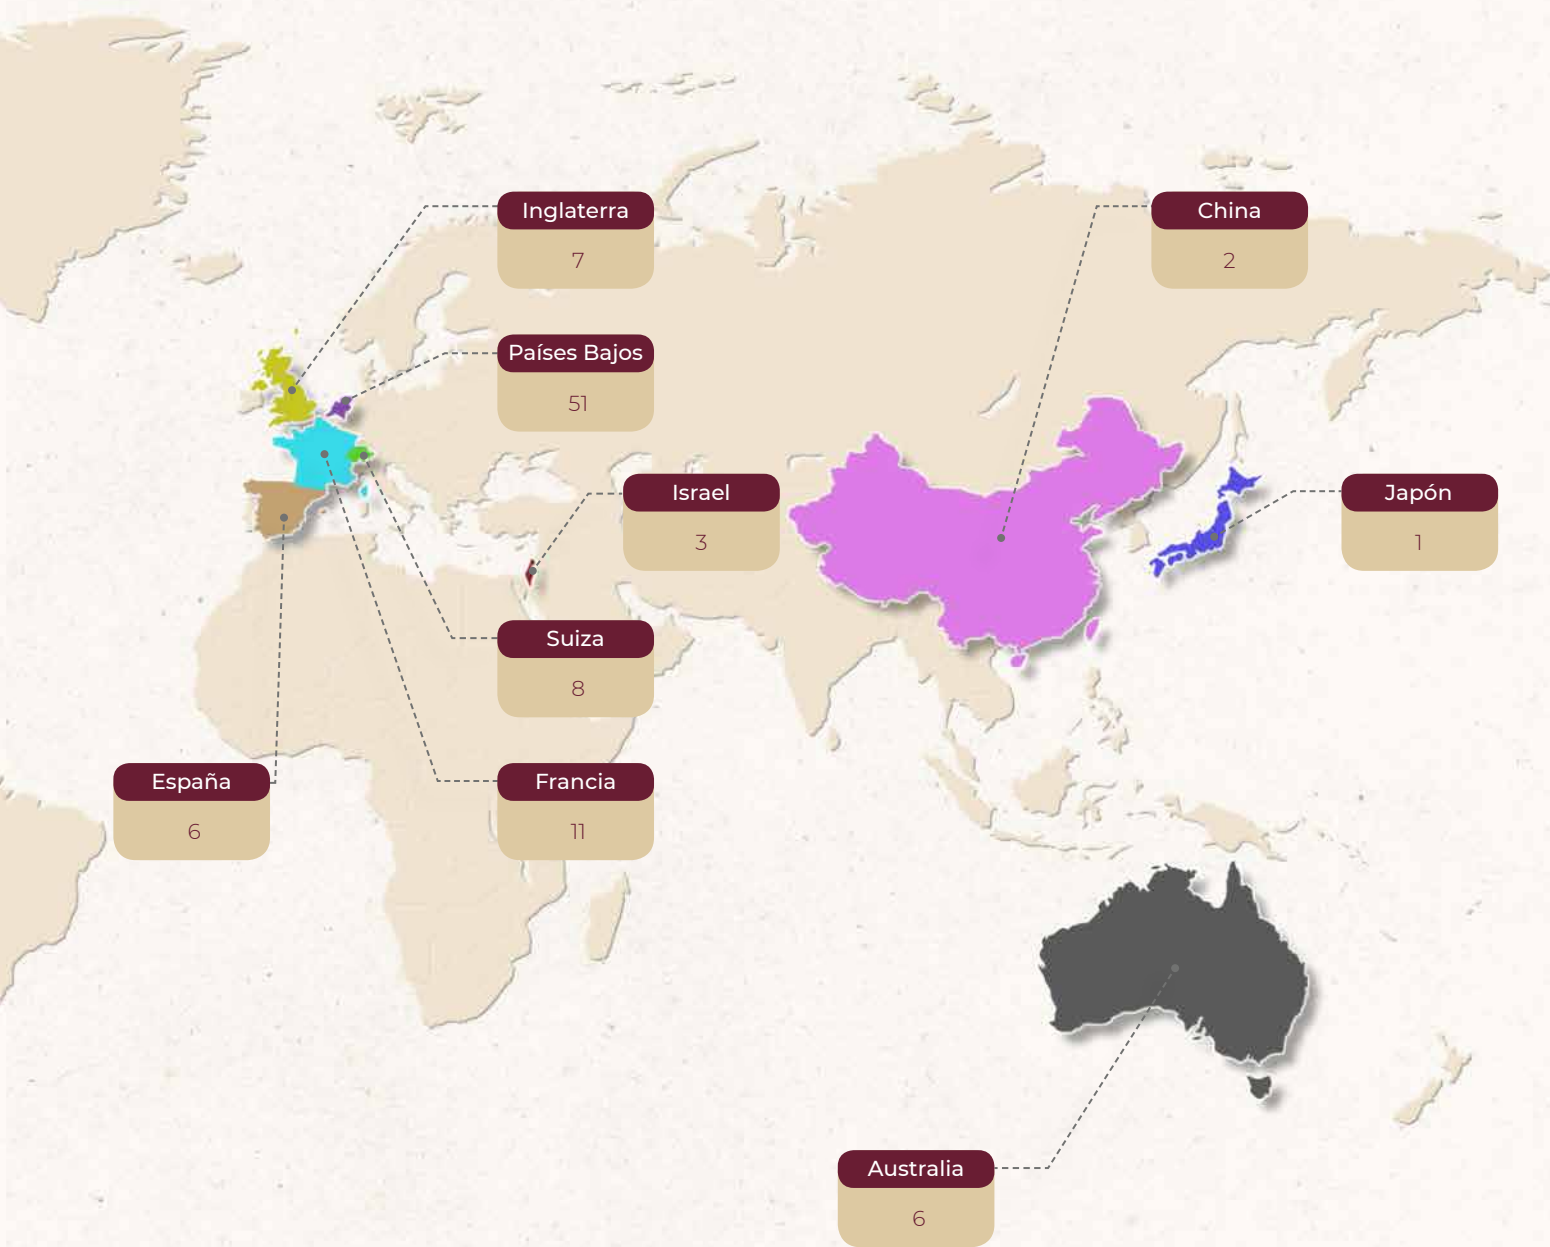 Inglaterra
7
China
2
Países Bajos
51
Israel
3
Japón
1
Suiza
8
España
6
Francia
11
Australia
6